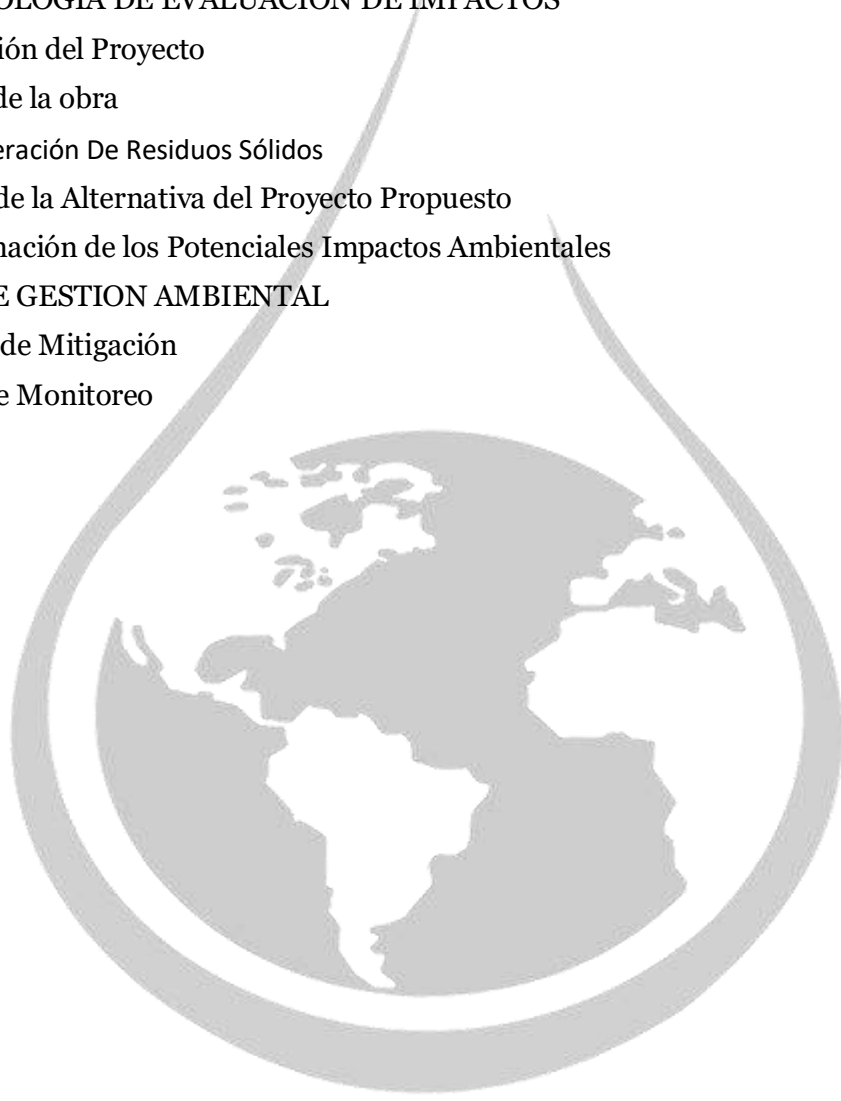 OLOGIA DE EVALUACION DE IMPACTOS
ión del Proyecto
de la obra
eración De Residuos Sólidos
de la Alternativa del Proyecto Propuesto
nación de los Potenciales Impactos Ambientales
E GESTION AMBIENTAL
de Mitigación
e Monitoreo